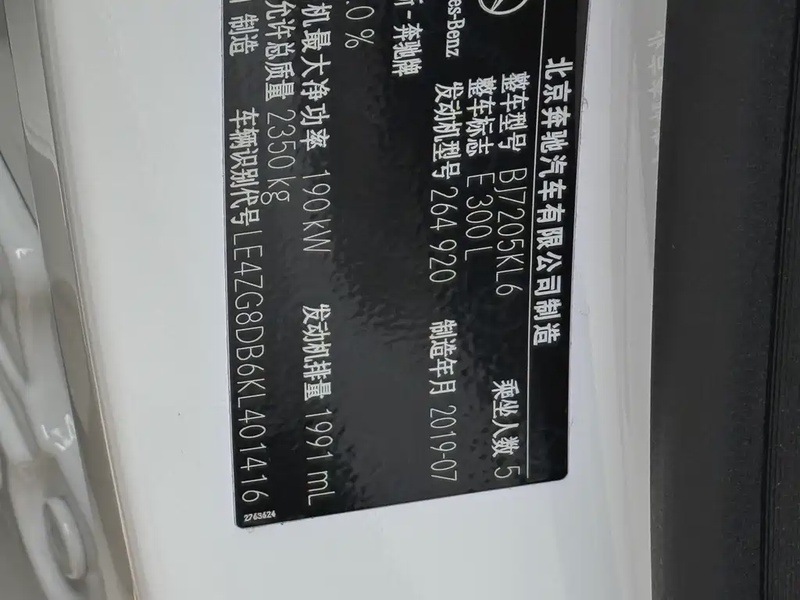 北京奔驰汽车有限公司制造
整车型号 BJ7205KL6 乘坐人数 5
整车标志 E 300 L
es-Benz 发动机型号 264 920 制造年月 2019-07
奔驰牌
.0 %
机最大净功率 190 kW 发动机排量 1991 mL
允许总质量 2350 kg
制造 车辆识别代号 LE4ZG8DB6KL401416
2763624